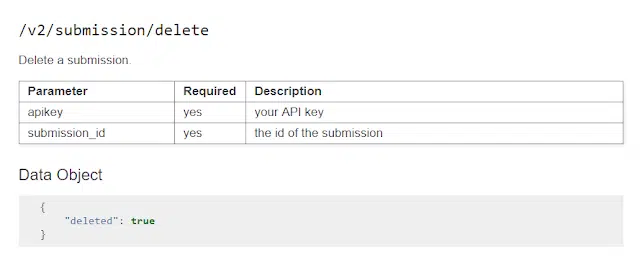 /v2/submission/delete
Delete a submission.
Parameter Required Description
apikey yes your API key
submission_id yes the id of the submission
Data Object
{
"deleted": true
}